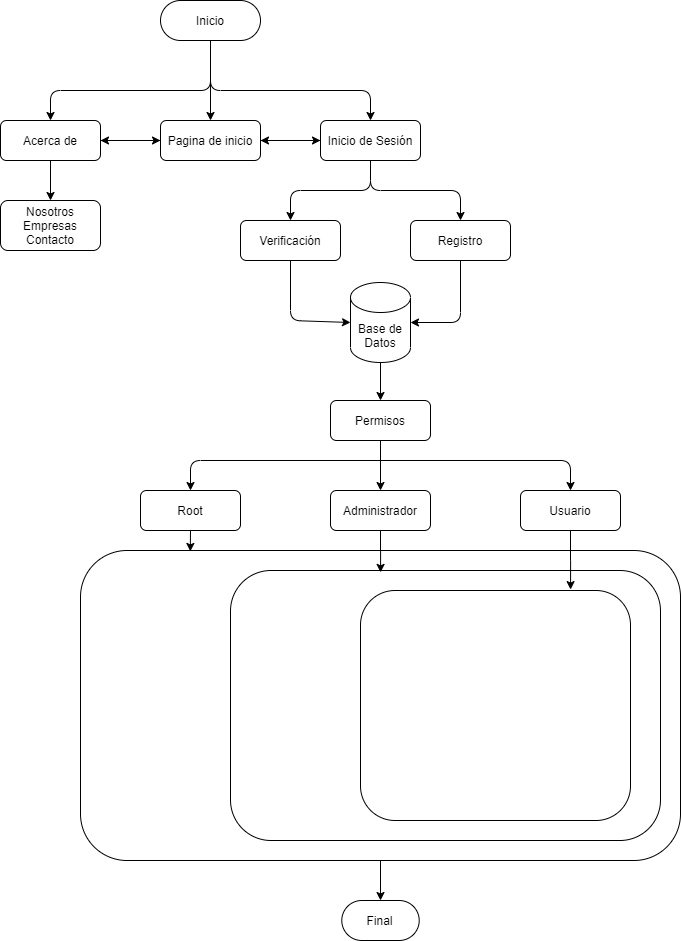 Inicio
Acerca de
Pagina de inicio
Inicio de Sesión
Nosotros
Empresas
Contacto
Verificación
Registro
Base de
Datos
Permisos
Root
Administrador
Usuario
Final